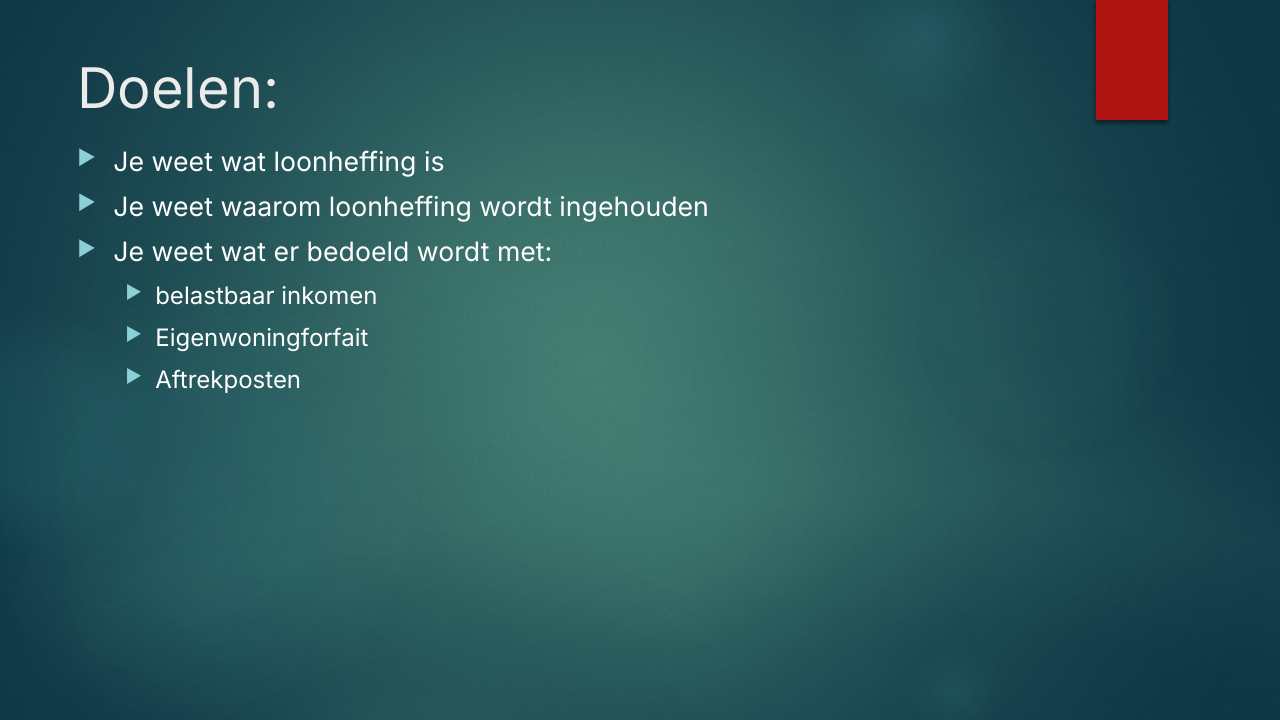 Doelen:
Je weet wat loonheffing is
Je weet waarom loonheffing wordt ingehouden
Je weet wat er bedoeld wordt met:
belastbaar inkomen
Eigenwoningforfait
Aftrekposten